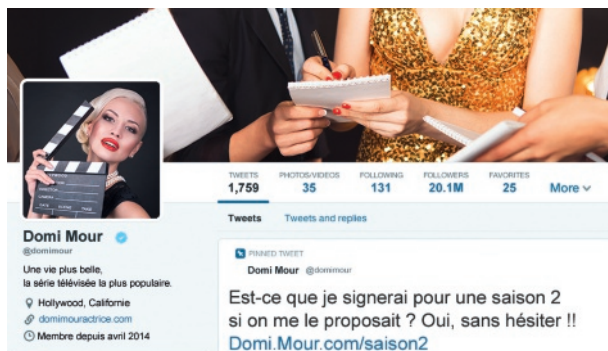 TWEETS PHOTOS/VIDEOS FOLLOWING FOLLOWERS FAVORITES
1,759 35 131 20.1M 25 More
Tweets Tweets and replies
Domi Mour
@domimour
Une vie plus belle,
la série télévisée la plus populaire.
Hollywood, Californie
domimouractrice.com
Membre depuis avril 2014
PINNED TWEET
Domi Mour @domimour
Est-ce que je signerai pour une saison 2
si on me le proposait ? Oui, sans hésiter !!
Domi.Mour.com/saison2